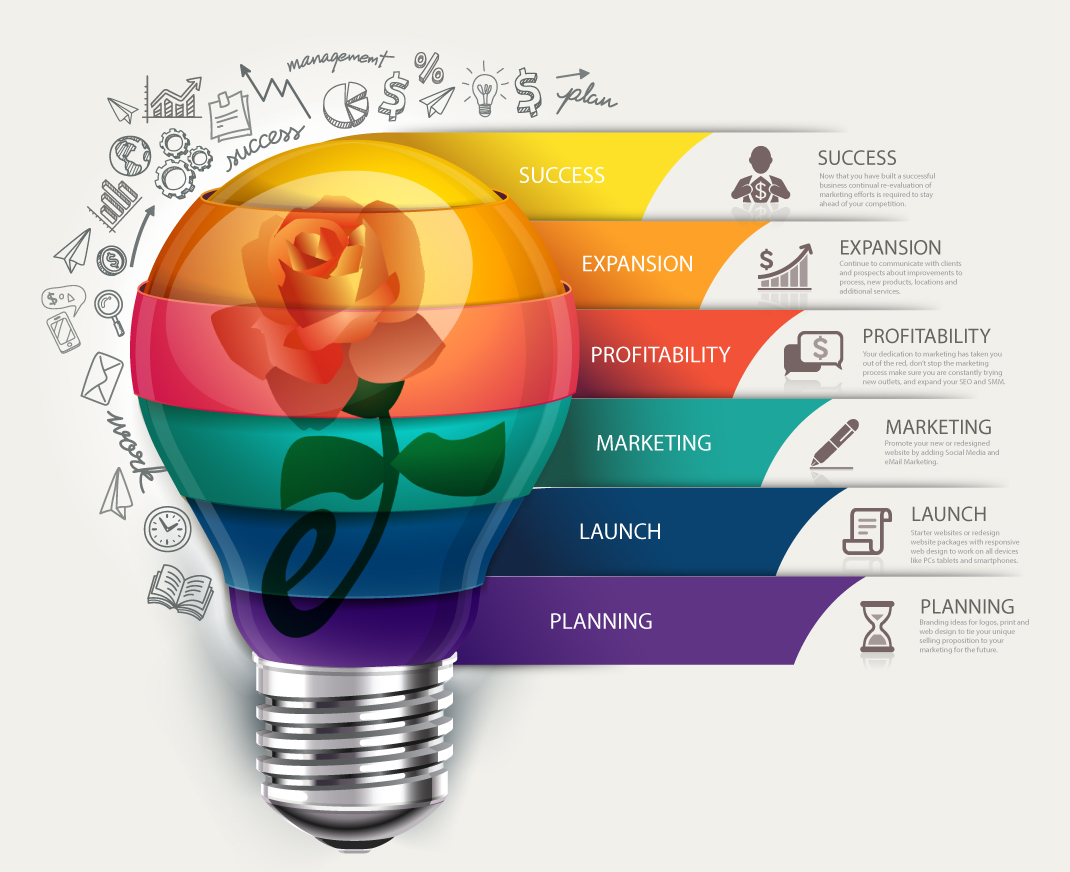 management
%
$
$
plan
success
$
$
work
SUCCESS
$
SUCCESS
Now that you have built a successful
business continual re-evaluation of
marketing efforts is required to stay
ahead of your competition.
EXPANSION
$
EXPANSION
Continue to communicate with clients
and prospects about improvements to
process, new products, locations and
additional services.
PROFITABILITY
$
PROFITABILITY
Your dedication to marketing has taken you
out of the red, don't stop the marketing
process make sure you are constantly trying
new outlets, and expand your SEO and SMM.
MARKETING
MARKETING
Promote your new or redesigned
website by adding Social Media and
eMail Marketing.
LAUNCH
LAUNCH
Starter websites or redesign
website packages with responsive
web design to work on all devices
like PCs tablets and smartphones.
PLANNING
PLANNING
Branding ideas for logos, print and
web design to tie your unique
selling proposition to your
marketing for the future.
e